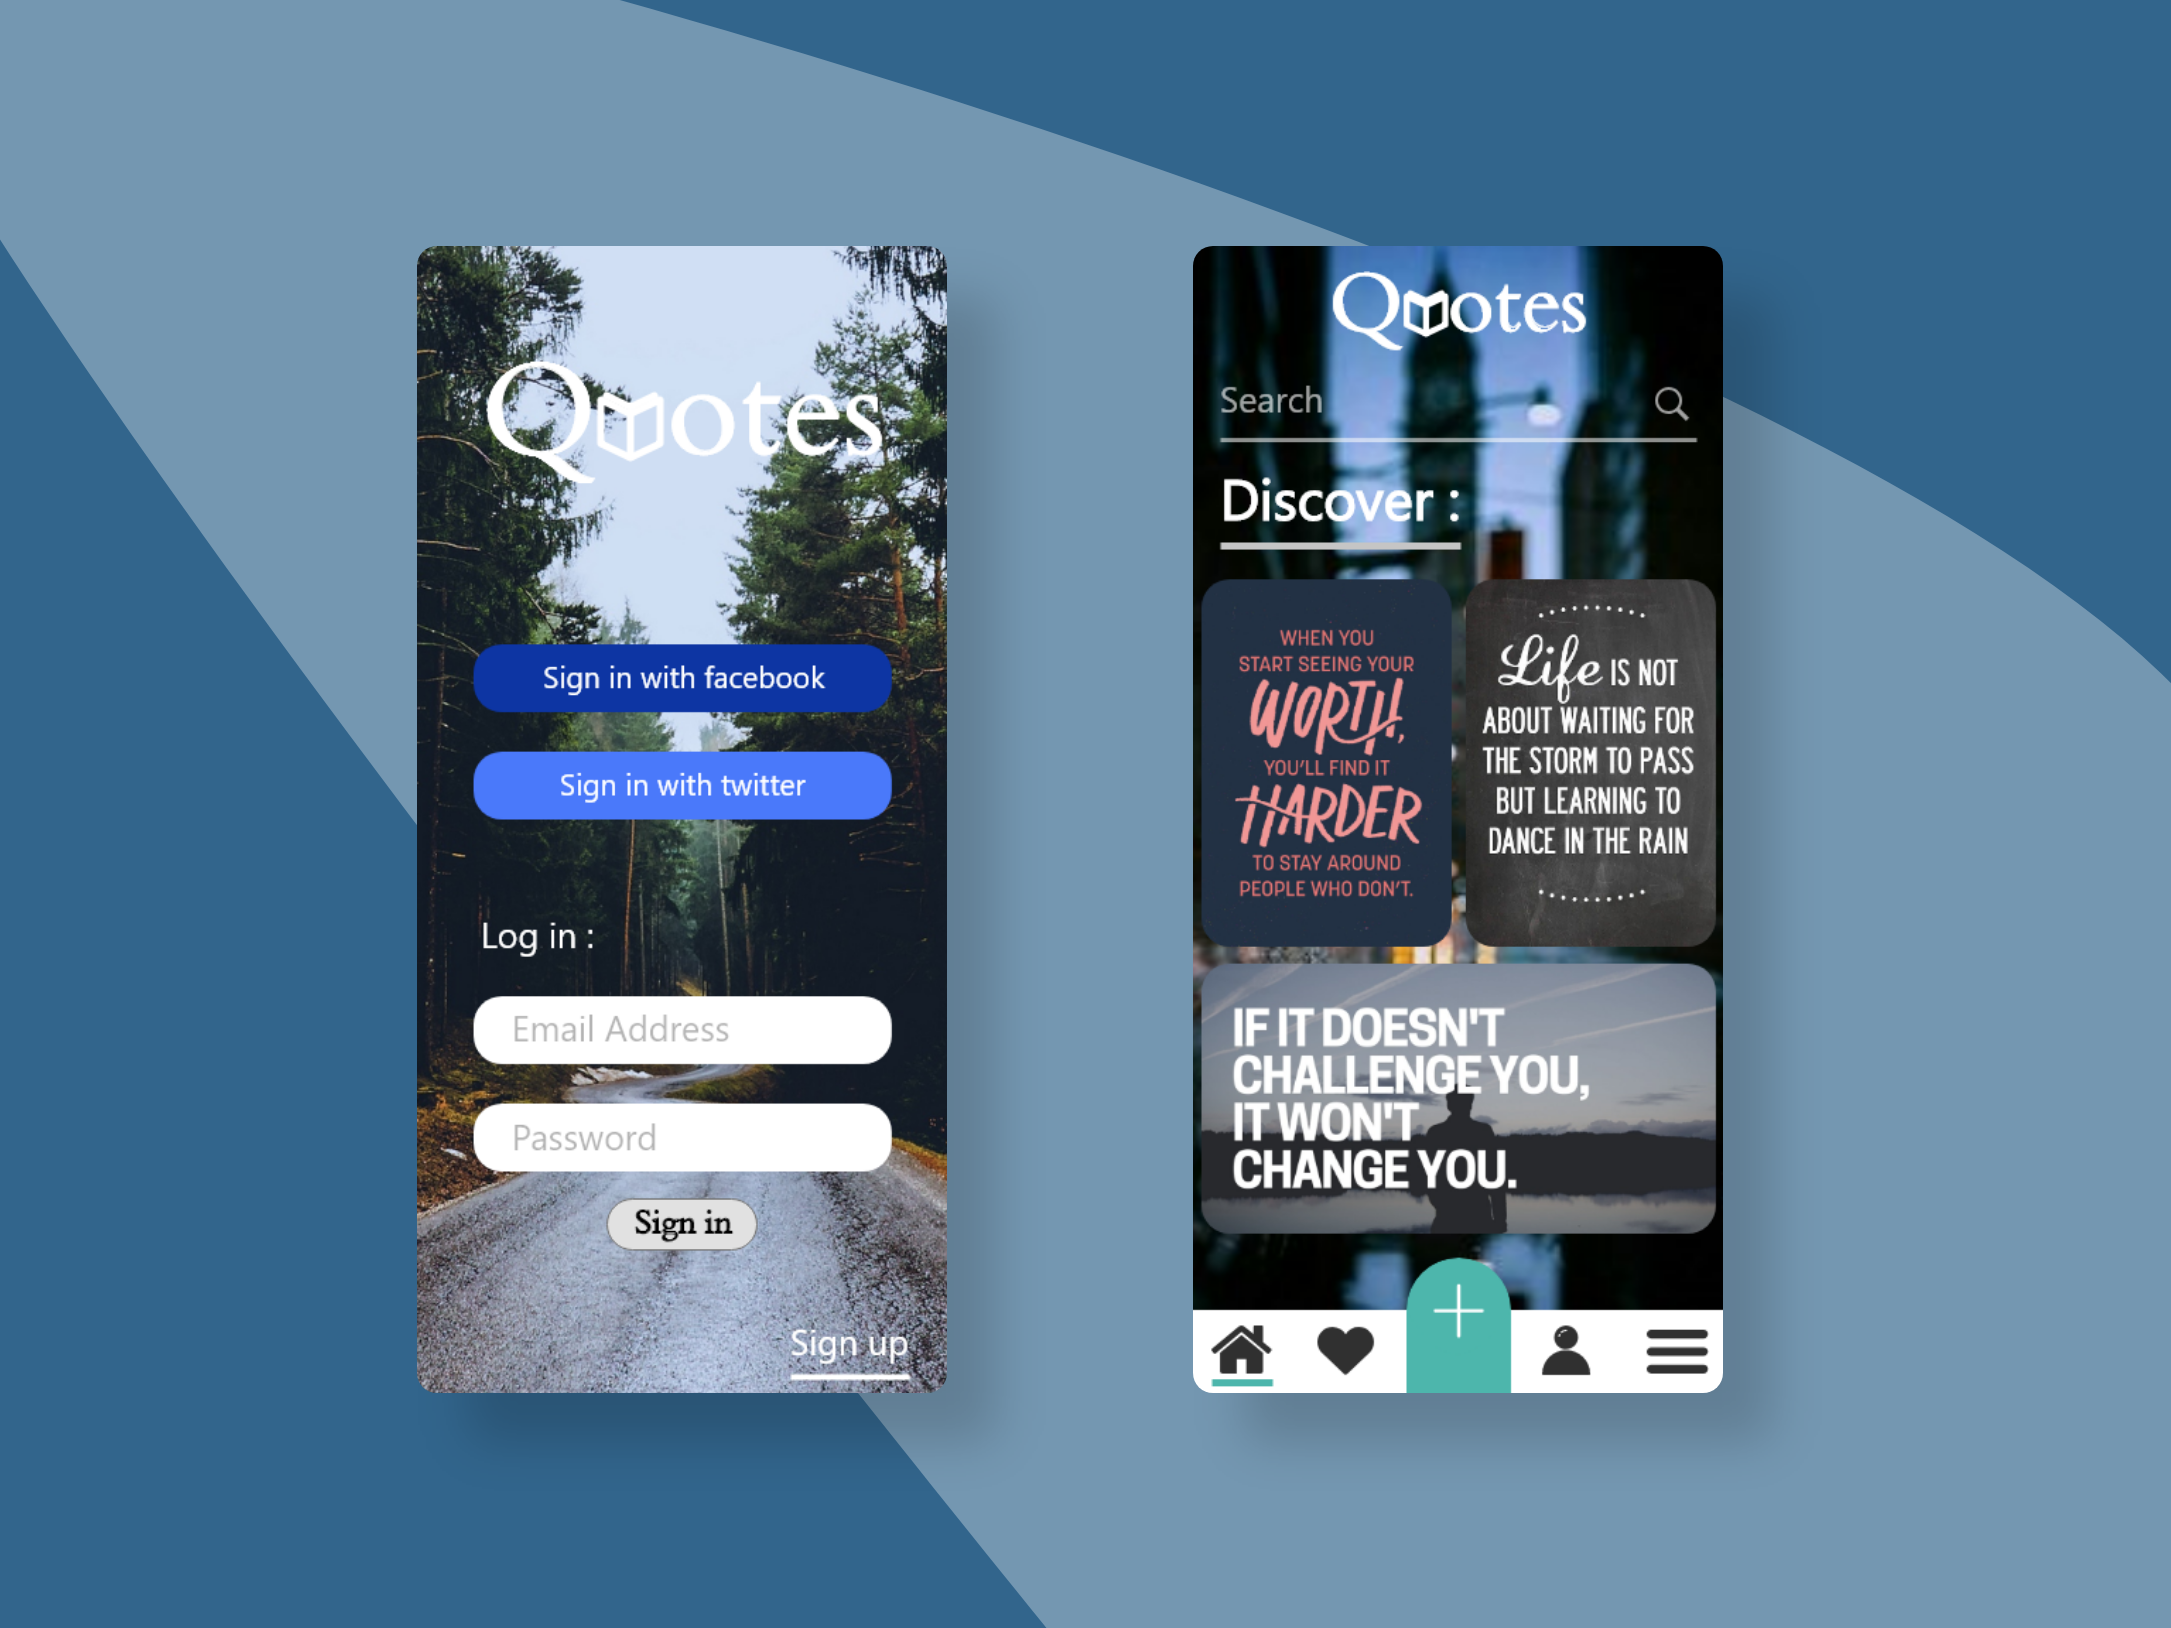 Quotes
Sign in with facebook
Sign in with twitter
Log in :
Email Address
Password
Sign in
Sign up
Quotes
Search
Discover :
WHEN YOU
START SEEING YOUR
WORTH,
YOU'LL FIND IT
HARDER
TO STAY AROUND
PEOPLE WHO DON'T.
Life IS NOT
ABOUT WAITING FOR
THE STORM TO PASS
BUT LEARNING TO
DANCE IN THE RAIN
IF IT DOESN'T
CHALLENGE YOU,
IT WON'T
CHANGE YOU.